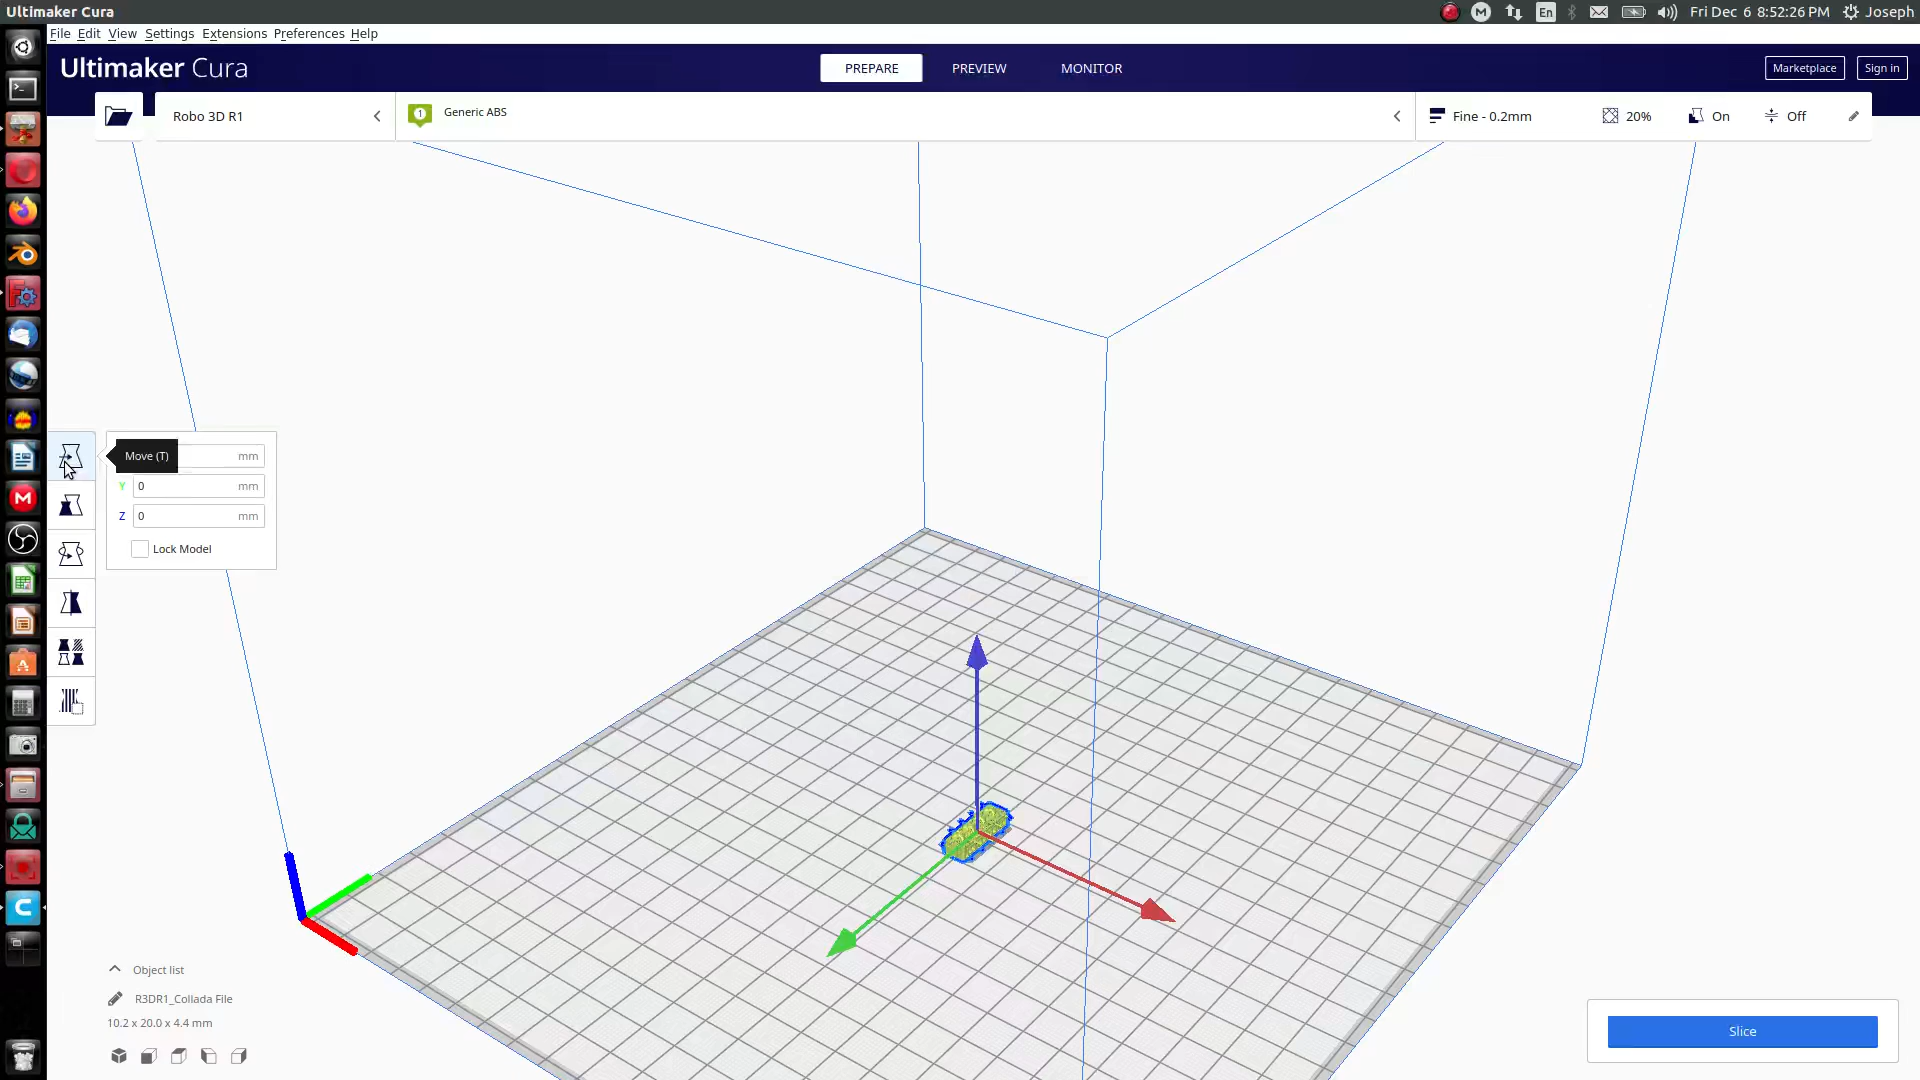 Ultimaker Cura
M
En
Fri Dec 6 8:52:26 PM
Joseph
File Edit View Settings Extensions Preferences Help
Ultimaker Cura
PREPARE
PREVIEW
MONITOR
Marketplace
Sign in
Robo 3D R1
1
Generic ABS
Fine - 0.2mm
20%
On
Off
Move (T)
mm
Y 0 mm
Z 0 mm
Lock Model
M
A
C
Object list
R3DR1_Collada File
10.2 x 20.0 x 4.4 mm
Slice